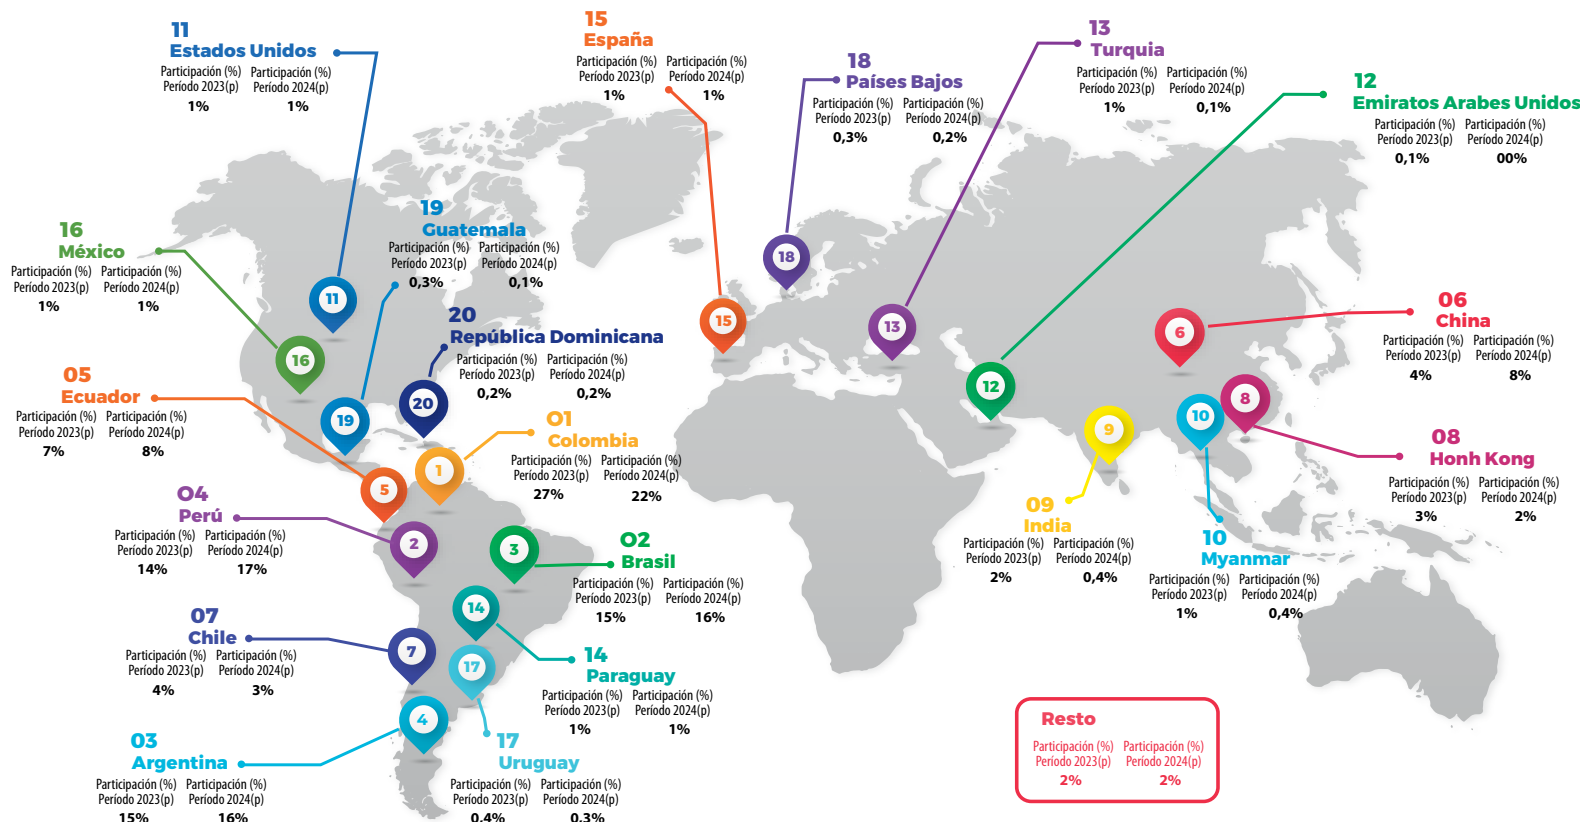 11
Estados Unidos
Participación (%) Participación (%)
Período 2023(p) Período 2024(p)
1% 1%
15
España
Participación (%) Participación (%)
Período 2023(p) Período 2024(p)
1% 1%
18
Países Bajos
Participación (%) Participación (%)
Período 2023(p) Período 2024(p)
0,3% 0,2%
13
Turquia
Participación (%) Participación (%)
Período 2023(p) Período 2024(p)
1% 0,1%
12
Emiratos Arabes Unidos
Participación (%) Participación (%)
Período 2023(p) Período 2024(p)
0,1% 00%
16
México
Participación (%) Participación (%)
Período 2023(p) Período 2024(p)
1% 1%
19
Guatemala
Participación (%) Participación (%)
Período 2023(p) Período 2024(p)
0,3% 0,1%
20
República Dominicana
Participación (%) Participación (%)
Período 2023(p) Período 2024(p)
0,2% 0,2%
06
China
Participación (%) Participación (%)
Período 2023(p) Período 2024(p)
4% 8%
05
Ecuador
Participación (%) Participación (%)
Período 2023(p) Período 2024(p)
7% 8%
O1
Colombia
Participación (%) Participación (%)
Período 2023(p) Período 2024(p)
27% 22%
08
Honh Kong
Participación (%) Participación (%)
Período 2023(p) Período 2024(p)
3% 2%
O4
Perú
Participación (%) Participación (%)
Período 2023(p) Período 2024(p)
14% 17%
O2
Brasil
Participación (%) Participación (%)
Período 2023(p) Período 2024(p)
15% 16%
09
India
Participación (%) Participación (%)
Período 2023(p) Período 2024(p)
2% 0,4%
10
Myanmar
Participación (%) Participación (%)
Período 2023(p) Período 2024(p)
1% 0,4%
07
Chile
Participación (%) Participación (%)
Período 2023(p) Período 2024(p)
4% 3%
14
Paraguay
Participación (%) Participación (%)
Período 2023(p) Período 2024(p)
1% 1%
03
Argentina
Participación (%) Participación (%)
Período 2023(p) Período 2024(p)
15% 16%
17
Uruguay
Participación (%) Participación (%)
Período 2023(p) Período 2024(p)
0,4% 0,3%
Resto
Participación (%) Participación (%)
Período 2023(p) Período 2024(p)
2% 2%
18
11
15
13
6
16
12
8
20
19
10
9
1
5
2
3
14
7
17
4